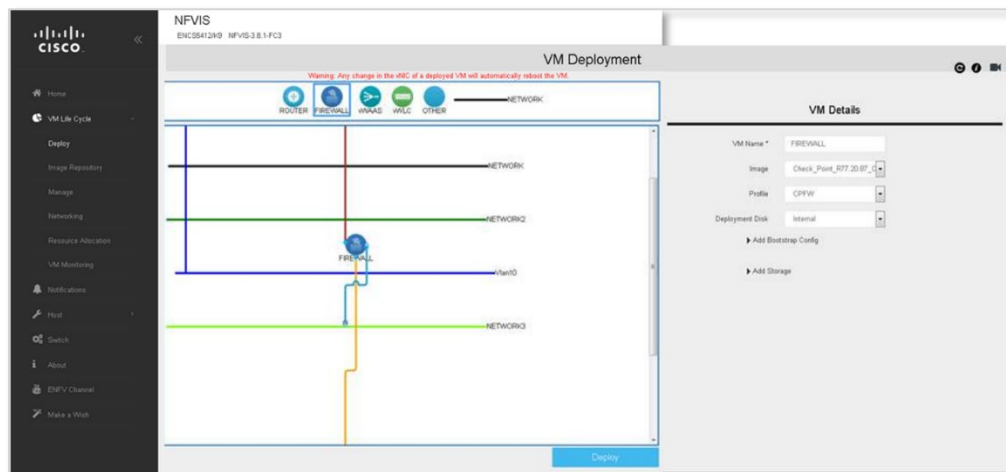 CISCO
NFVIS
ENCS5412/K9 NFVIS-3.8.1-FC3
VM Deployment
Warning: Any change in the vNIC of a deployed VM will automatically reboot the VM.
Home
VM Life Cycle
Deploy
Image Repository
Manage
Networking
Resource Allocation
VM Monitoring
Notifications
Host
Switch
About
ENFV Channel
Make a Wish
ROUTER
FIREWALL
vWAAS
vWLC
OTHER
NETWORK
NETWORK
NETWORK2
FIREWALL
Vlan10
NETWORK3
Deploy
VM Details
VM Name * FIREWALL
Image Check_Point_R77.20.87_
Profile CPFW
Deployment Disk Internal
Add Bootstrap Config
Add Storage